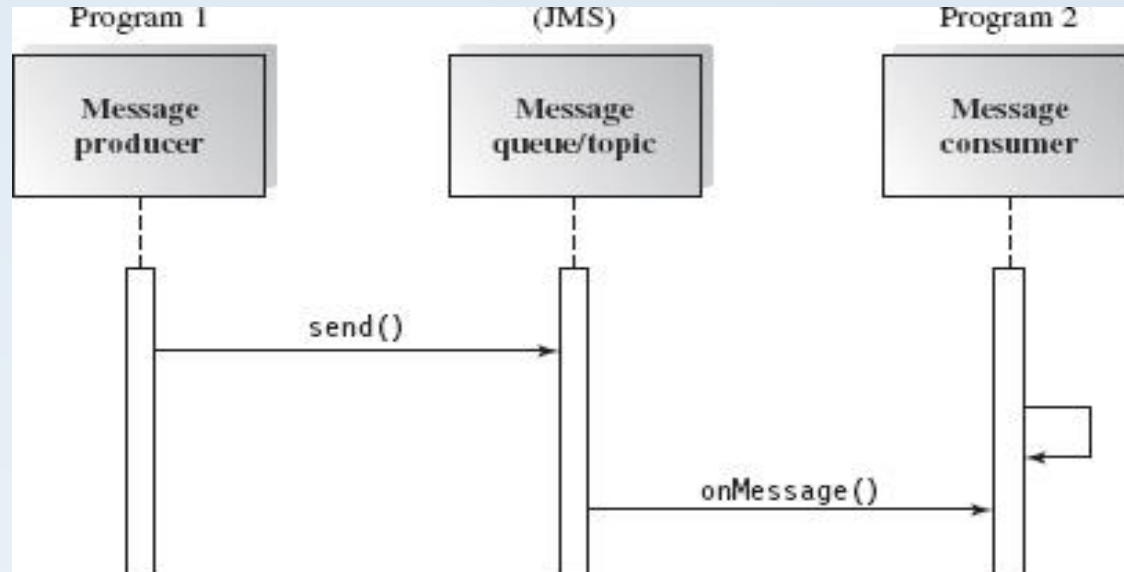 Program 1
(JMS)
Program 2
Message
producer
Message
queue/topic
Message
consumer
send()
onMessage()